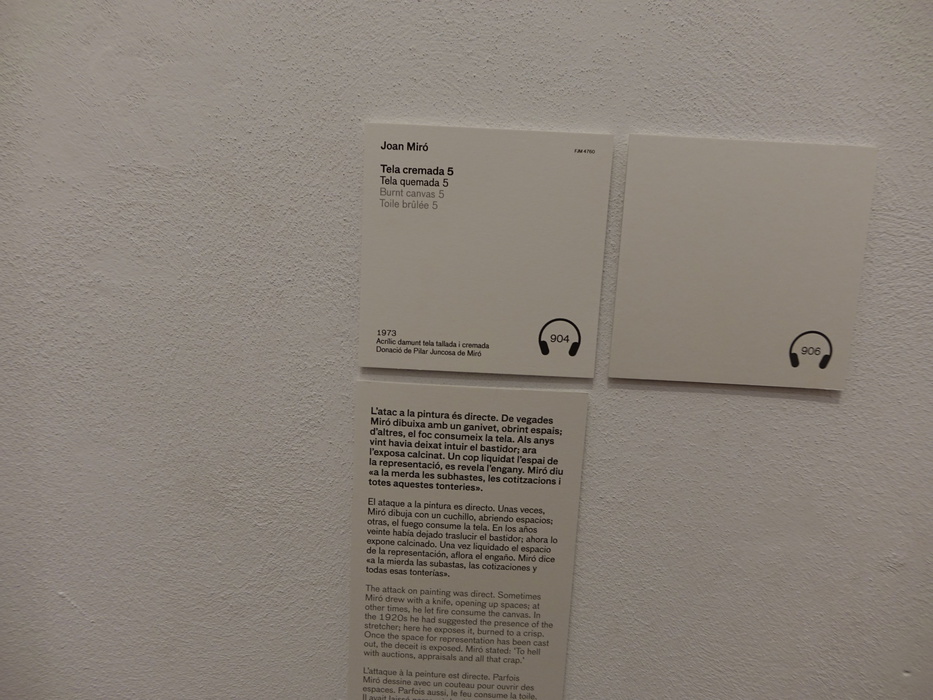 Joan Miró
FJM 4760
Tela cremada 5
Tela quemada 5
Burnt canvas 5
Toile brûlée 5
1973
Acrílic damunt tela tallada i cremada
Donació de Pilar Juncosa de Miró
904
906
L'atac a la pintura és directe. De vegades
Miró dibuixa amb un ganivet, obrint espais;
d'altres, el foc consumeix la tela. Als anys
vint havia deixat intuir el bastidor; ara
l'exposa calcinat. Un cop liquidat l'espai de
la representació, es revela l'engany. Miró diu
«a la merda les subhastes, les cotitzacions i
totes aquestes tonteries».
El ataque a la pintura es directo. Unas veces,
Miró dibuja con un cuchillo, abriendo espacios;
otras, el fuego consume la tela. En los años
veinte había dejado traslucir el bastidor; ahora lo
expone calcinado. Una vez liquidado el espacio
de la representación, aflora el engaño. Miró dice
«a la mierda las subastas, las cotizaciones y
todas esas tonterías».
The attack on painting was direct. Sometimes
Miró drew with a knife, opening up spaces; at
other times, he let fire consume the canvas. In
the 1920s he had suggested the presence of the
stretcher; here he exposes it, burned to a crisp.
Once the space for representation has been cast
out, the deceit is exposed. Miró stated: 'To hell
with auctions, appraisals and all that crap.'
L'attaque à la peinture est directe. Parfois
Miró dessine avec un couteau pour ouvrir des
espaces. Parfois aussi, le feu consume la toile.
Il avait laissé